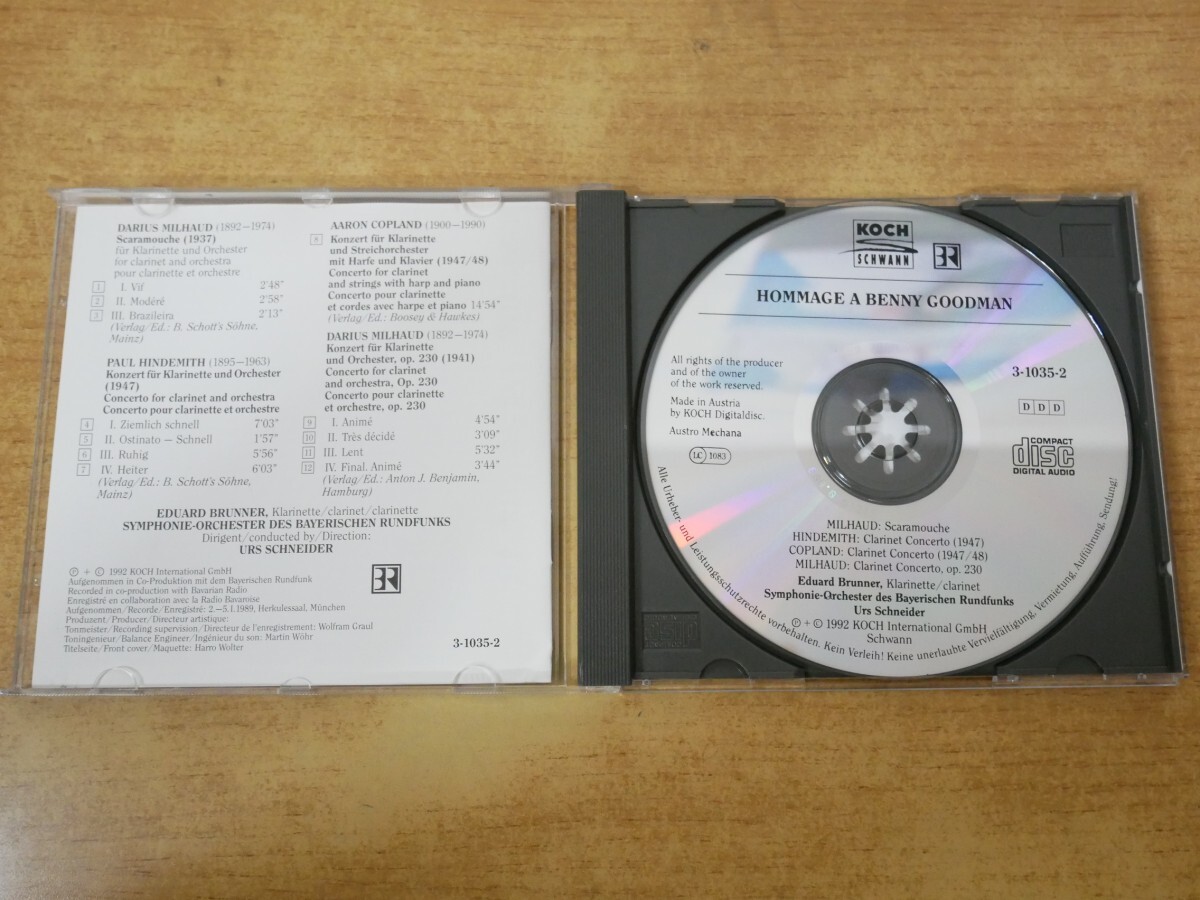 DARIUS MILHAUD (1892–1974)
Scaramouche (1937)
für Klarinette und Orchester
for clarinet and orchestra
pour clarinette et orchestre
1 I. Vif 2'48"
2 II. Modéré 2'58"
3 III. Brazileira 2'13"
(Verlag/Ed.: B. Schott's Söhne,
Mainz)
PAUL HINDEMITH (1895–1963)
Konzert für Klarinette und Orchester
(1947)
Concerto for clarinet and orchestra
Concerto pour clarinette et orchestre
4 I. Ziemlich schnell 7'03"
5 II. Ostinato — Schnell 1'57"
6 III. Ruhig 5'56"
7 IV. Heiter 6'03"
(Verlag/Ed.: B. Schott's Söhne,
Mainz)
AARON COPLAND (1900–1990)
8 Konzert für Klarinette
und Streichorchester
mit Harfe und Klavier (1947/48)
Concerto for clarinet
and strings with harp and piano
Concerto pour clarinette
et cordes avec harpe et piano 14'54"
(Verlag/Ed.: Boosey & Hawkes)
DARIUS MILHAUD (1892–1974)
Konzert für Klarinette
und Orchester, op. 230 (1941)
Concerto for clarinet
and orchestra, Op. 230
Concerto pour clarinette
et orchestre, op. 230
9 I. Animé 4'54"
10 II. Très décidé 3'09"
11 III. Lent 5'32"
12 IV. Final. Animé 3'44"
(Verlag/Ed.: Anton J. Benjamin,
Hamburg)
EDUARD BRUNNER, Klarinette/clarinet/clarinette
SYMPHONIE-ORCHESTER DES BAYERISCHEN RUNDFUNKS
Dirigent/conducted by/Direction:
URS SCHNEIDER
℗ + © 1992 KOCH International GmbH
Aufgenommen in Co-Produktion mit dem Bayerischen Rundfunk
Recorded in co-production with Bavarian Radio
Enregistré en collaboration avec la Radio Bavaroise
Aufgenommen/Recorde/Enregistré: 2.–5.1.1989, Herkulessaal, München
Produzent/Producer/Directeur artistique:
Tonmeister/Recording supervision/Directeur de l'enregistrement: Wolfram Graul
Toningenieur/Balance Engineer/Ingénieur du son: Martin Wöhr
Titelseite/Front cover/Maquette: Harro Wolter
BR
3-1035-2
KOCH
SCHWANN
BR
HOMMAGE A BENNY GOODMAN
All rights of the producer
and of the owner
of the work reserved.
Made in Austria
by KOCH Digitaldisc.
Austro Mechana
LC 1083
3-1035-2
DDD
COMPACT
disc
DIGITAL AUDIO
MILHAUD: Scaramouche
HINDEMITH: Clarinet Concerto (1947)
COPLAND: Clarinet Concerto (1947/48)
MILHAUD: Clarinet Concerto, op. 230
Eduard Brunner, Klarinette/clarinet
Symphonie-Orchester des Bayerischen Rundfunks
Urs Schneider
℗ + © 1992 KOCH International GmbH
Schwann
Alle Urheber- und Leistungsschutzrechte vorbehalten. Kein Verleih! Keine unerlaubte Vervielfältigung, Vermietung, Aufführung, Sendung!